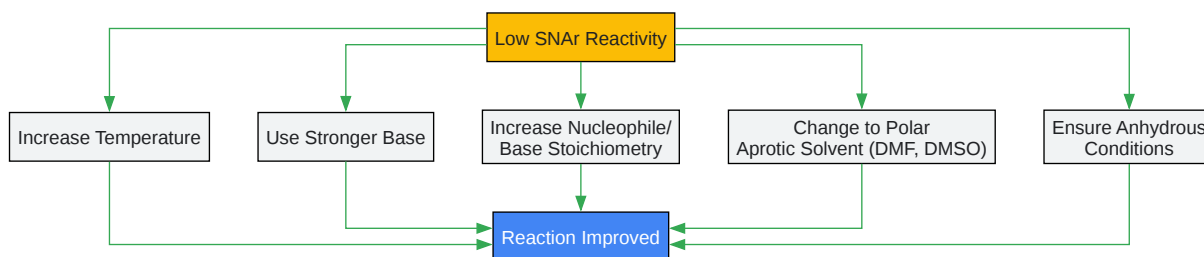 Low SNAr Reactivity
Increase Temperature
Use Stronger Base
Increase Nucleophile/
Base Stoichiometry
Change to Polar
Aprotic Solvent (DMF, DMSO)
Ensure Anhydrous
Conditions
Reaction Improved